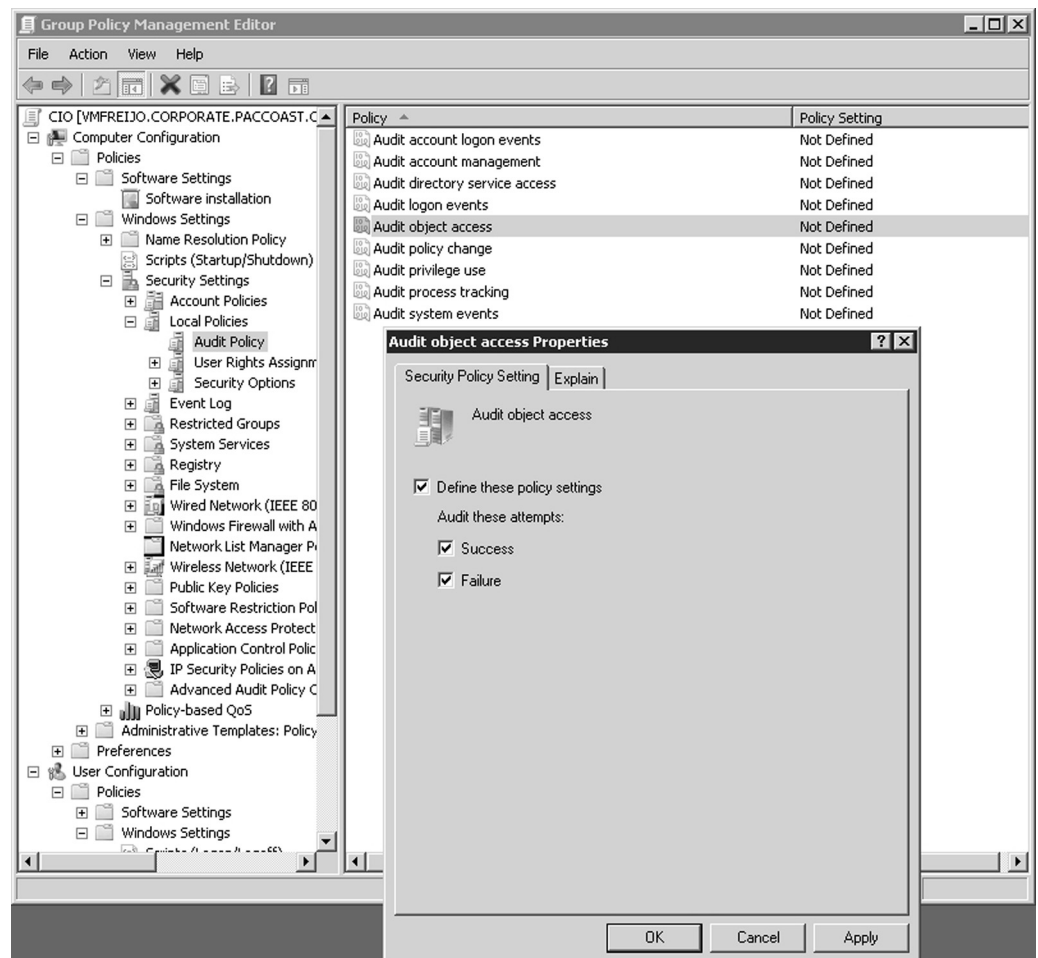 Group Policy Management Editor
File Action View Help
CIO [VMFREIJO.CORPORATE.PACCOAST.C
Computer Configuration
Policies
Software Settings
Software installation
Windows Settings
Name Resolution Policy
Scripts (Startup/Shutdown)
Security Settings
Account Policies
Local Policies
Audit Policy
User Rights Assignm
Security Options
Event Log
Restricted Groups
System Services
Registry
File System
Wired Network (IEEE 80
Windows Firewall with A
Network List Manager P
Wireless Network (IEEE
Public Key Policies
Software Restriction Pol
Network Access Protect
Application Control Polic
IP Security Policies on A
Advanced Audit Policy C
Policy-based QoS
Administrative Templates: Policy
Preferences
User Configuration
Policies
Software Settings
Windows Settings
Policy Policy Setting
Audit account logon events Not Defined
Audit account management Not Defined
Audit directory service access Not Defined
Audit logon events Not Defined
Audit object access Not Defined
Audit policy change Not Defined
Audit privilege use Not Defined
Audit process tracking Not Defined
Audit system events Not Defined
Audit object access Properties
Security Policy Setting Explain
Audit object access
Define these policy settings
Audit these attempts:
Success
Failure
OK Cancel Apply